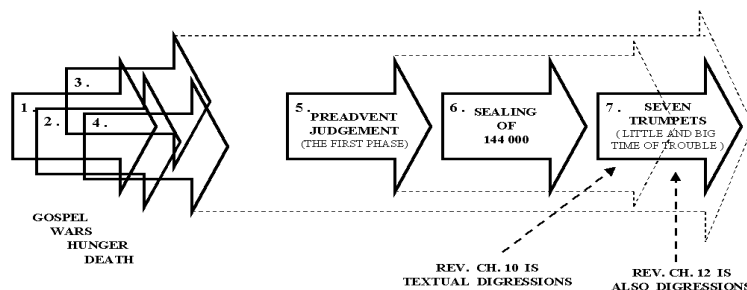 1 .
2 .
3 .
4 .
GOSPEL
WARS
HUNGER
DEATH
5 .
PREADVENT
JUDGEMENT
(THE FIRST PHASE)
6 .
SEALING
OF
144 000
7 .
SEVEN
TRUMPETS
( LITTLE AND BIG
TIME OF TROUBLE )
REV. CH. 10 IS
TEXTUAL DIGRESSIONS
REV. CH. 12 IS
ALSO DIGRESSIONS